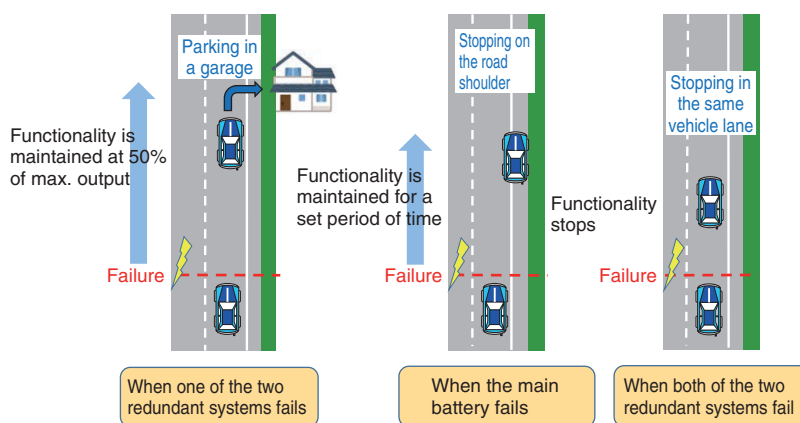 Parking in
a garage
Functionality is
maintained at 50%
of max. output
Failure
When one of the two
redundant systems fails
Stopping on
the road
shoulder
Functionality is
maintained for a
set period of time
Failure
When the main
battery fails
Stopping in
the same
vehicle lane
Functionality
stops
Failure
When both of the two
redundant systems fail